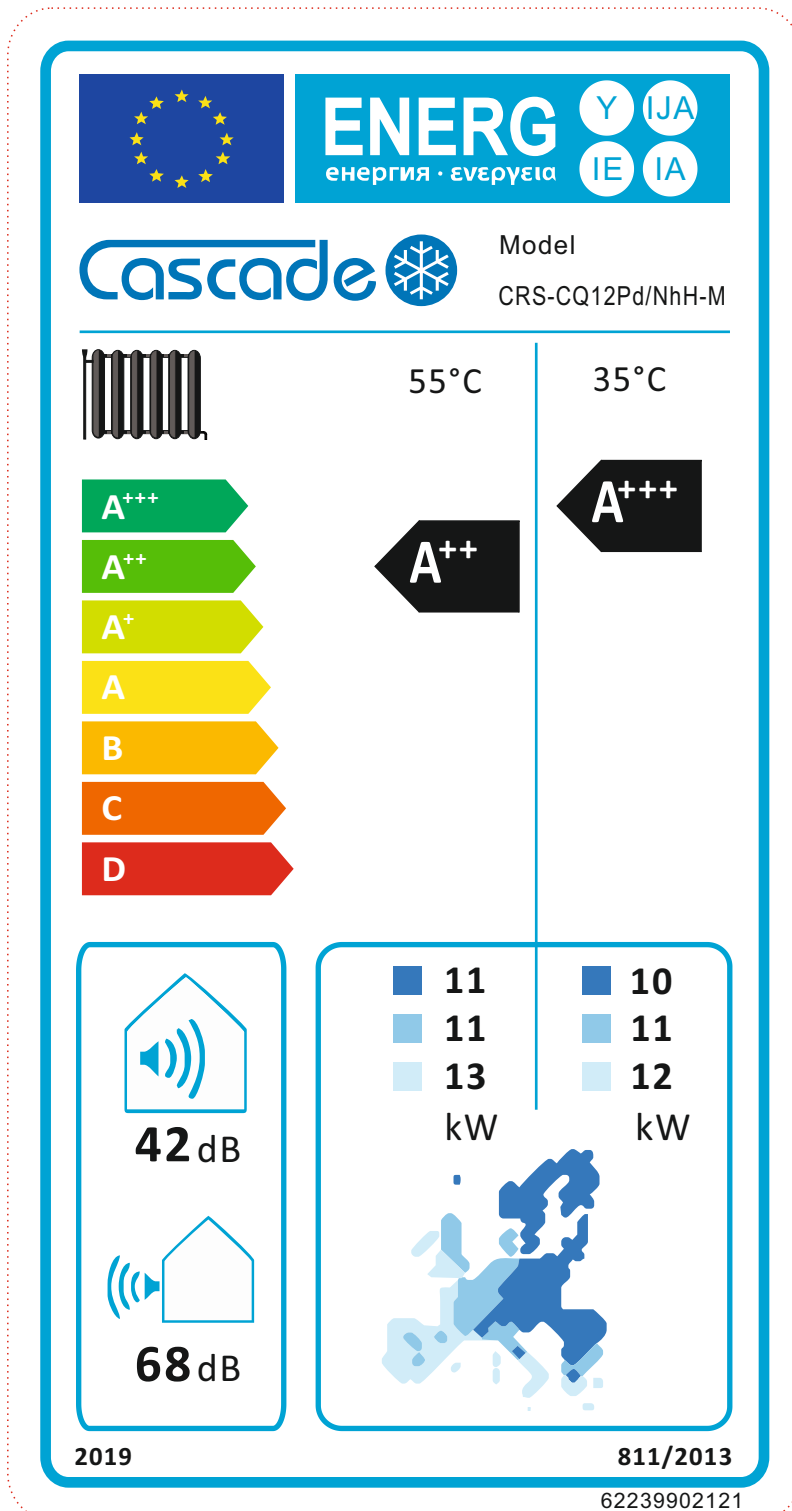 ENERG
енергия · ενεργεια
Y IJA
IE IA
Cascade
Model
CRS-CQ12Pd/NhH-M
55°C
35°C
A+++
A++
A+
A
B
C
D
A++
A+++
42 dB
68 dB
11
11
13
kW
10
11
12
kW
2019
811/2013
62239902121